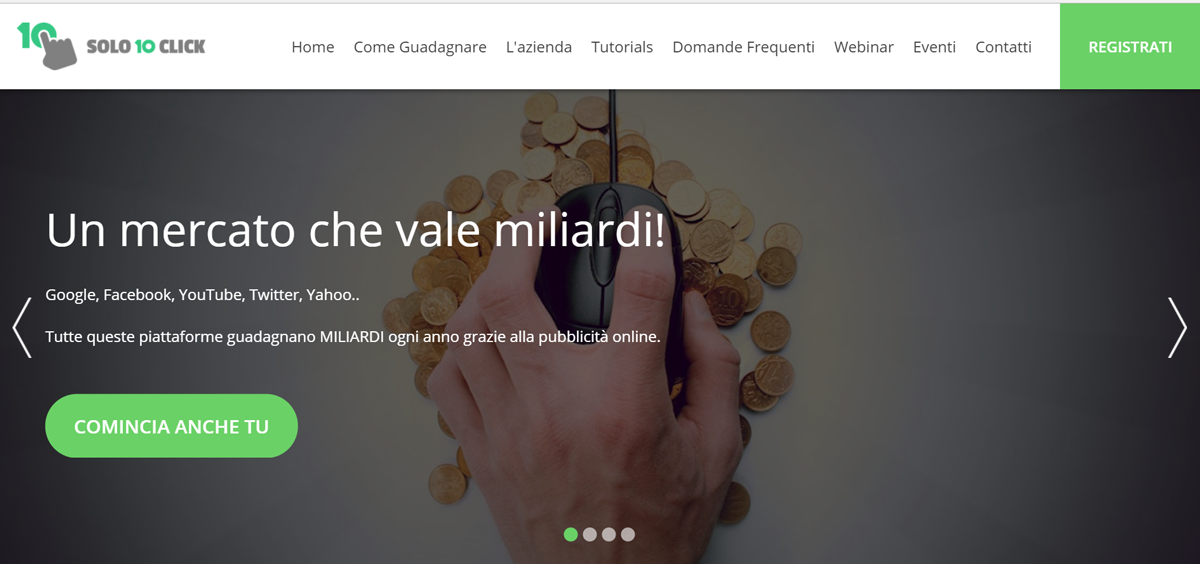 10
SOLO 10 CLICK
Home Come Guadagnare L'azienda Tutorials Domande Frequenti Webinar Eventi Contatti REGISTRATI
Un mercato che vale miliardi!
Google, Facebook, YouTube, Twitter, Yahoo..
Tutte queste piattaforme guadagnano MILIARDI ogni anno grazie alla pubblicità online.
COMINCIA ANCHE TU